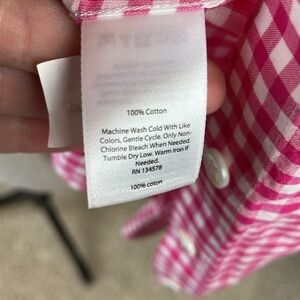 100% Cotton
Machine Wash Cold With Like
Colors, Gentle Cycle. Only Non-
Chlorine Bleach When Needed.
Tumble Dry Low. Warm Iron If
Needed.
RN 134578
100% cotton